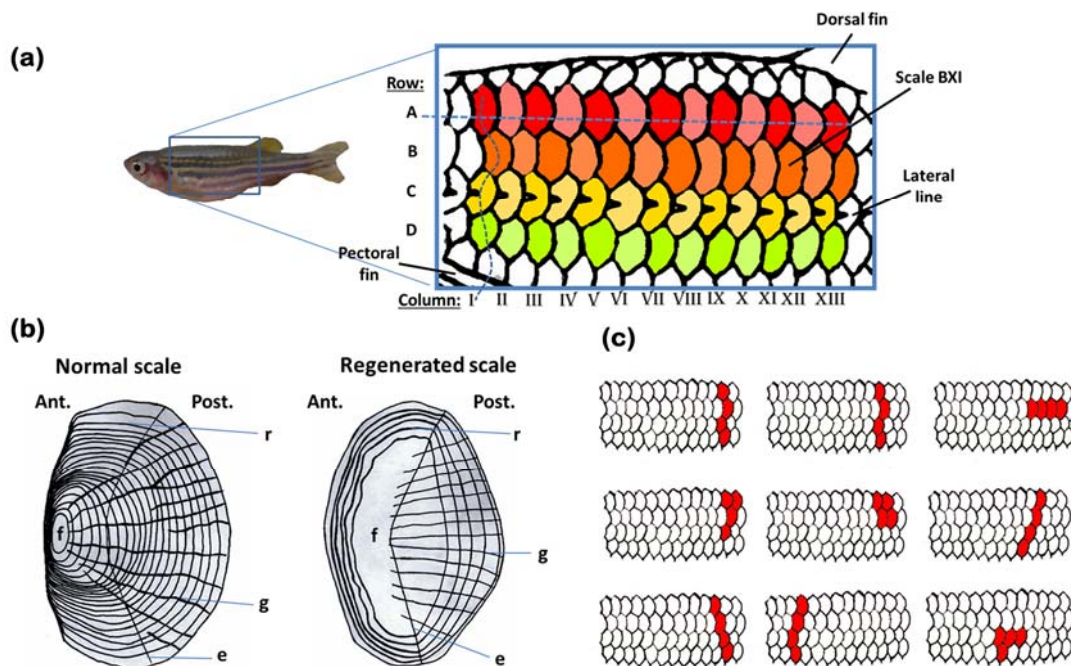 (a)
Row:
A
B
C
D
Dorsal fin
Scale BXI
Lateral line
Pectoral fin
Column: I II III IV V VI VII VIII IX X XI XII XIII
(b)
Normal scale
Ant. Post.
r
f
g
e
Regenerated scale
Ant. Post.
r
f
g
e
(c)